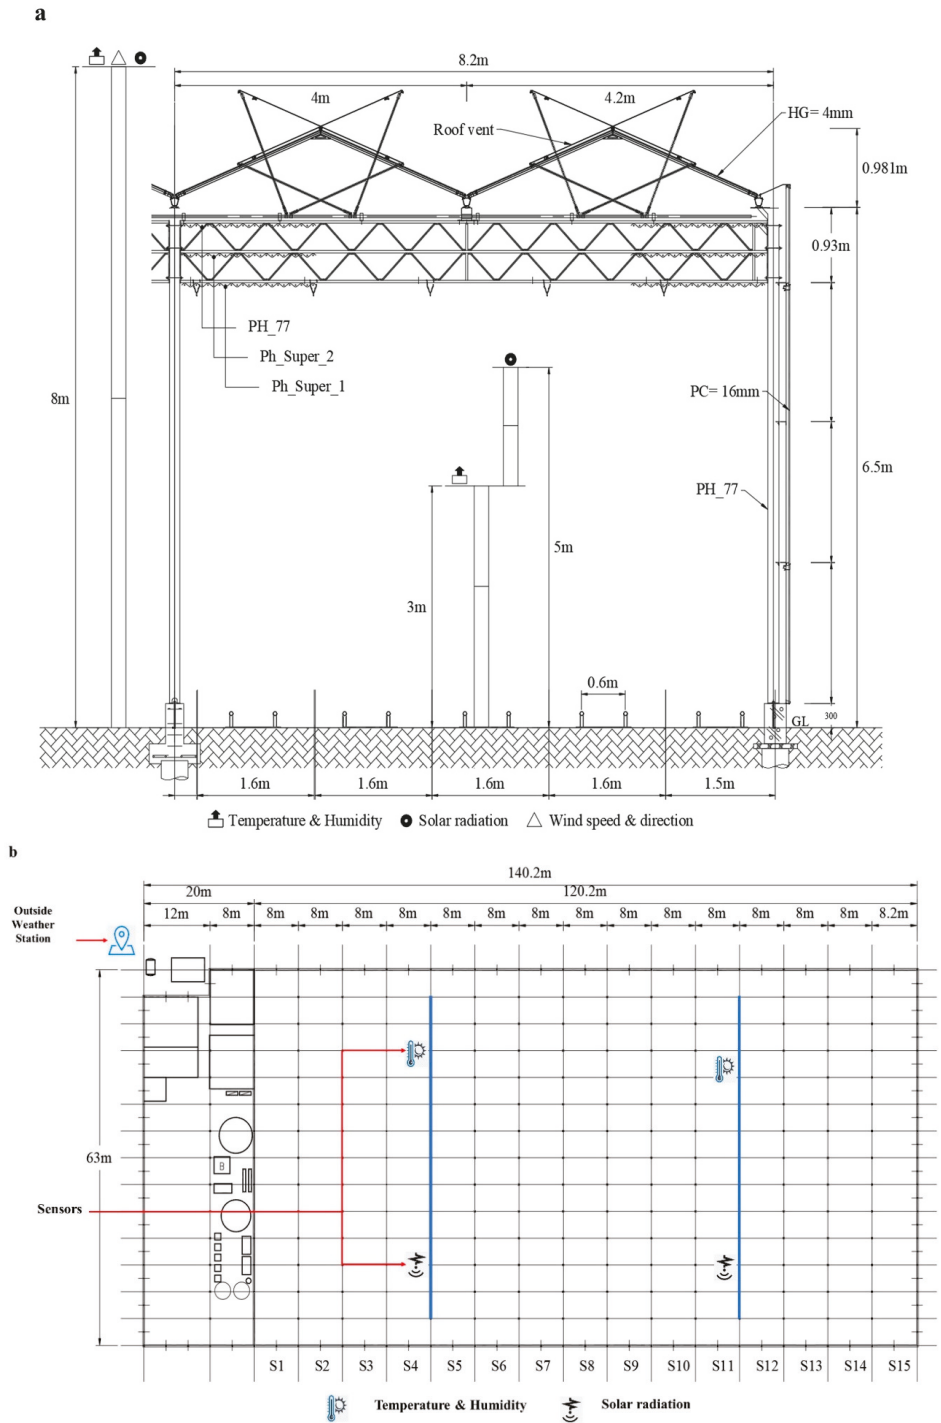 a
8.2m
4m
4.2m
Roof vent
HG= 4mm
0.981m
0.93m
PH_77
Ph_Super_2
Ph_Super_1
8m
PC= 16mm
6.5m
PH_77
5m
3m
0.6m
GL
300
1.6m 1.6m 1.6m 1.6m 1.5m
Temperature & Humidity Solar radiation Wind speed & direction
b
140.2m
20m 120.2m
12m 8m 8m 8m 8m 8m 8m 8m 8m 8m 8m 8m 8m 8m 8m 8m 8.2m
Outside
Weather
Station
63m
B
Sensors
S1 S2 S3 S4 S5 S6 S7 S8 S9 S10 S11 S12 S13 S14 S15
Temperature & Humidity Solar radiation